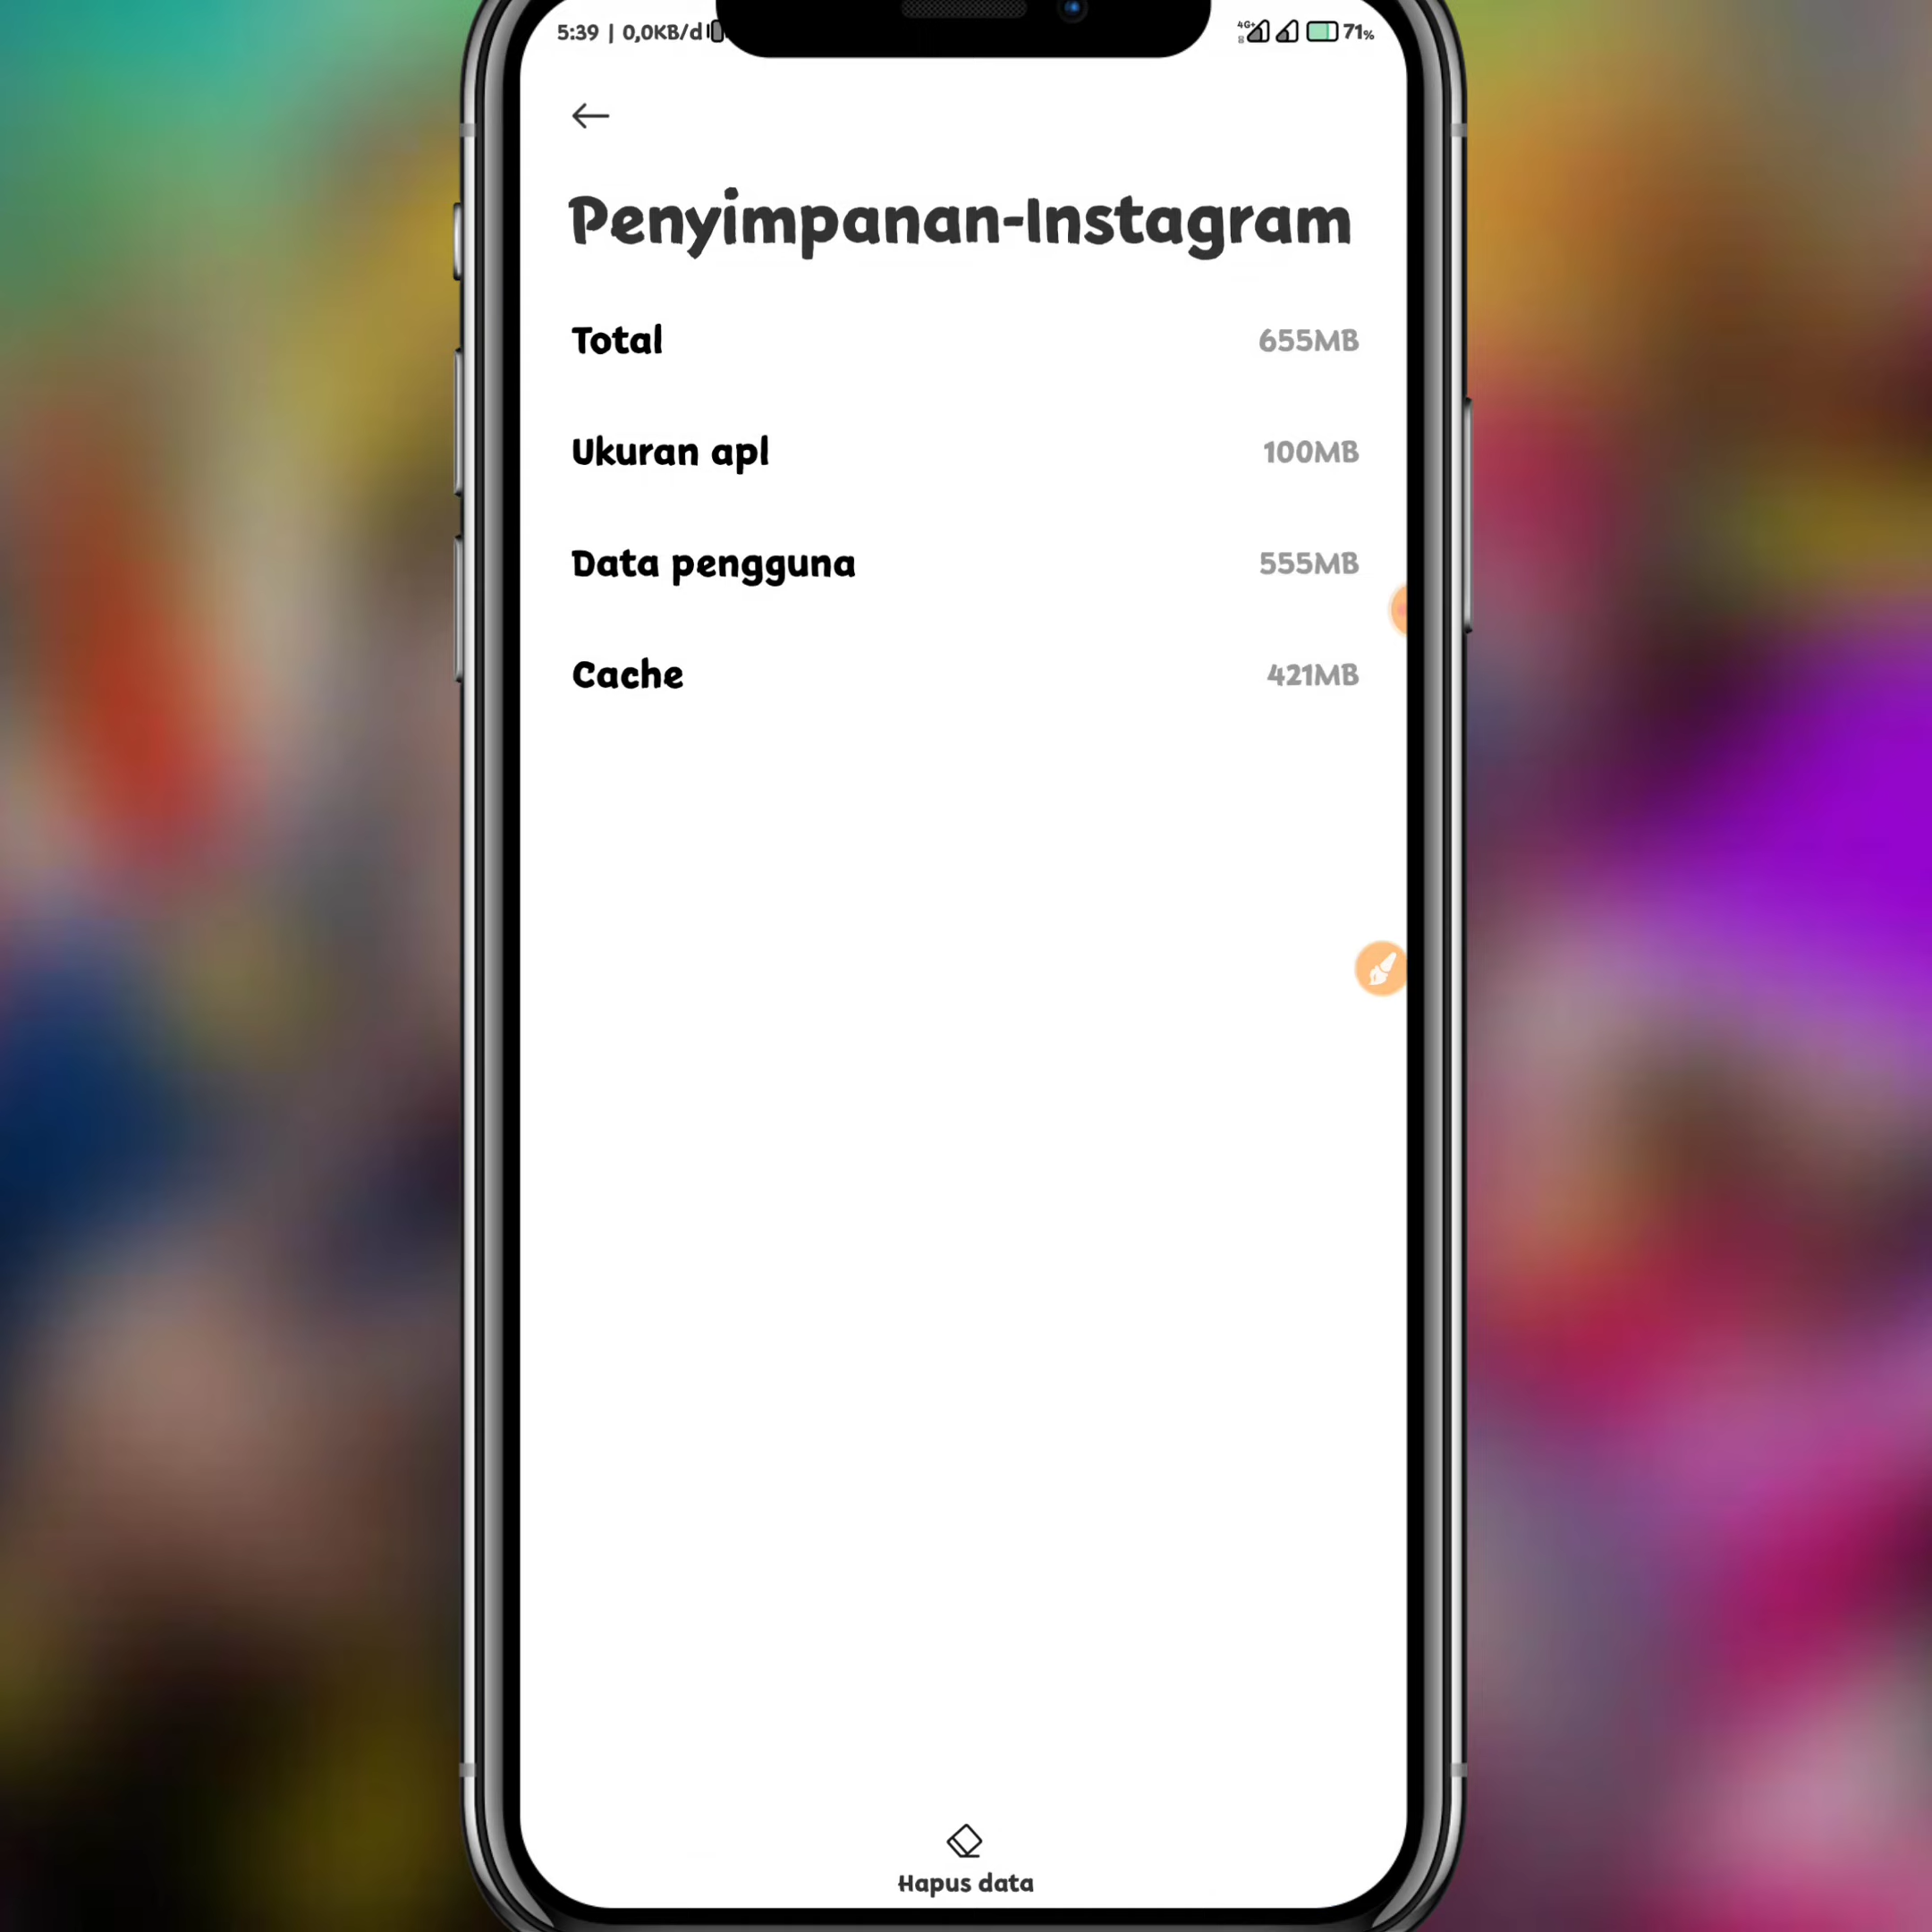 5:39 | 0,0KB/d
4G+
71%
Penyimpanan-Instagram
Total 655MB
Ukuran apl 100MB
Data pengguna 555MB
Cache 421MB
Hapus data